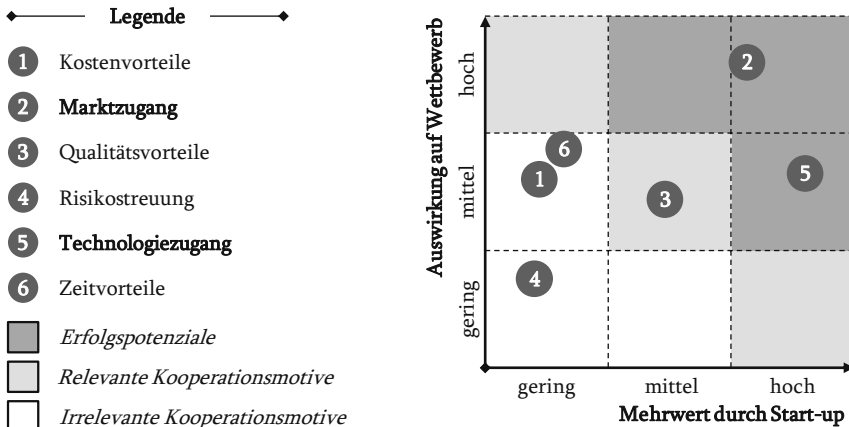 Legende
1 Kostenvorteile
2 Marktzugang
3 Qualitätsvorteile
4 Risikostreuung
5 Technologiezugang
6 Zeitvorteile
Erfolgspotenziale
Relevante Kooperationsmotive
Irrelevante Kooperationsmotive
Auswirkung auf Wettbewerb
hoch
mittel
gering
2
6
1
5
3
4
gering mittel hoch
Mehrwert durch Start-up